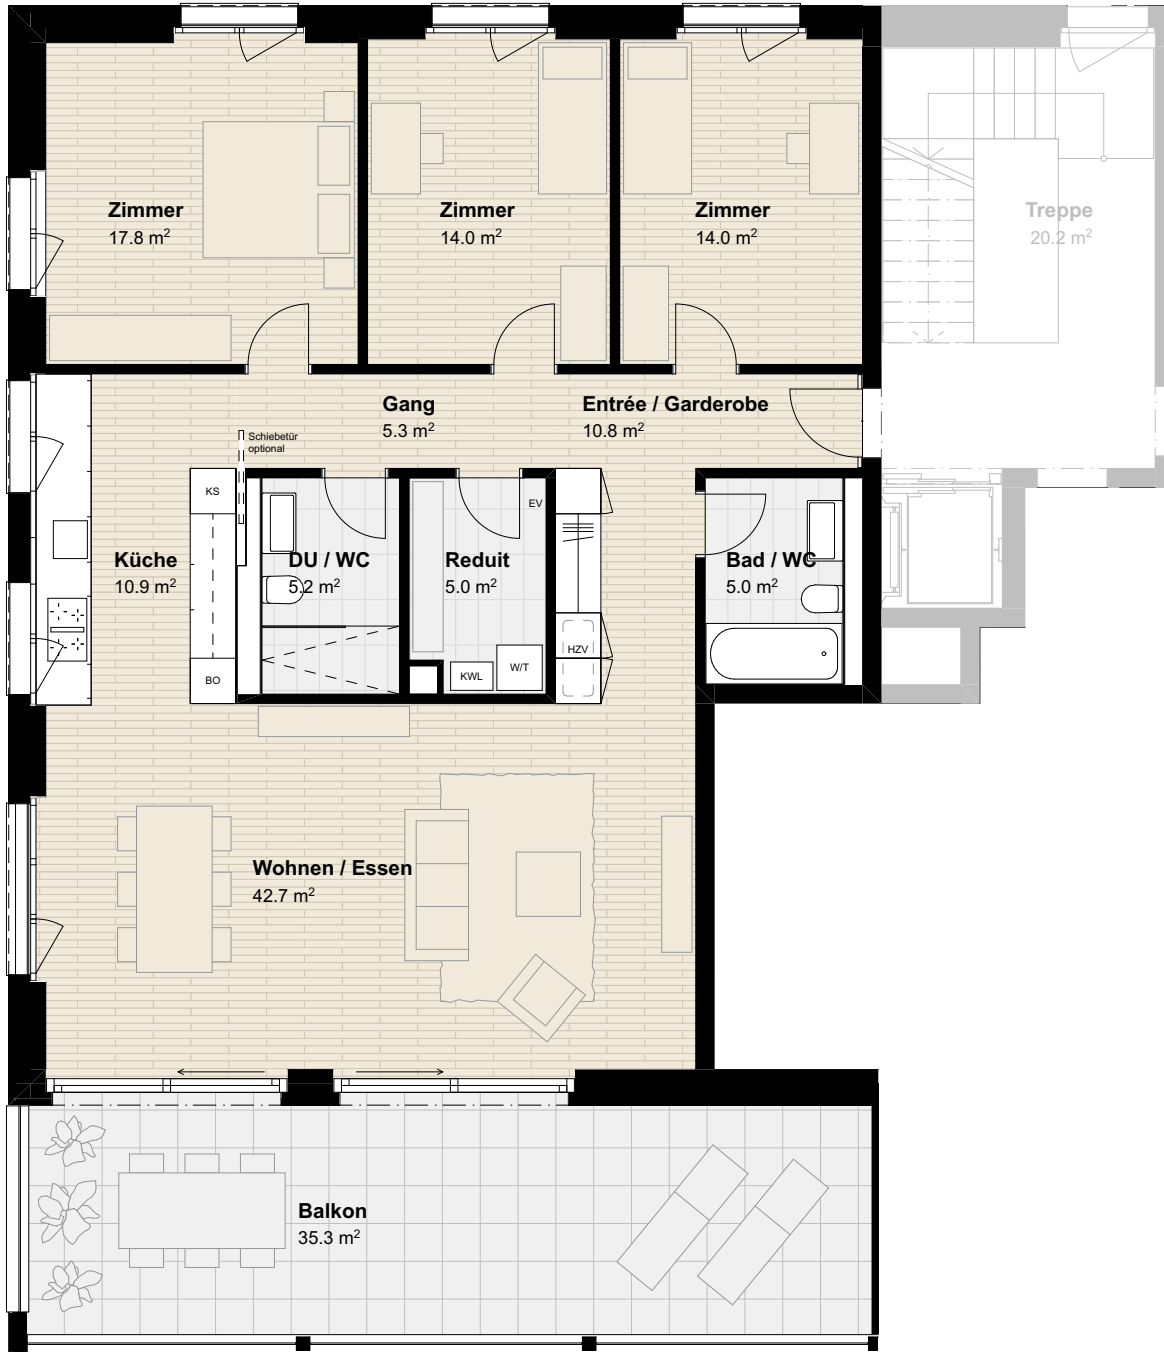 Zimmer
17.8 m²
Zimmer
14.0 m²
Zimmer
14.0 m²
Treppe
20.2 m²
Gang
5.3 m²
Entrée / Garderobe
10.8 m²
Schiebetür
optional
KS
EV
Küche
10.9 m²
DU / WC
5.2 m²
Reduit
5.0 m²
Bad / WC
5.0 m²
HZV
BO
KWL
W/T
Wohnen / Essen
42.7 m²
Balkon
35.3 m²